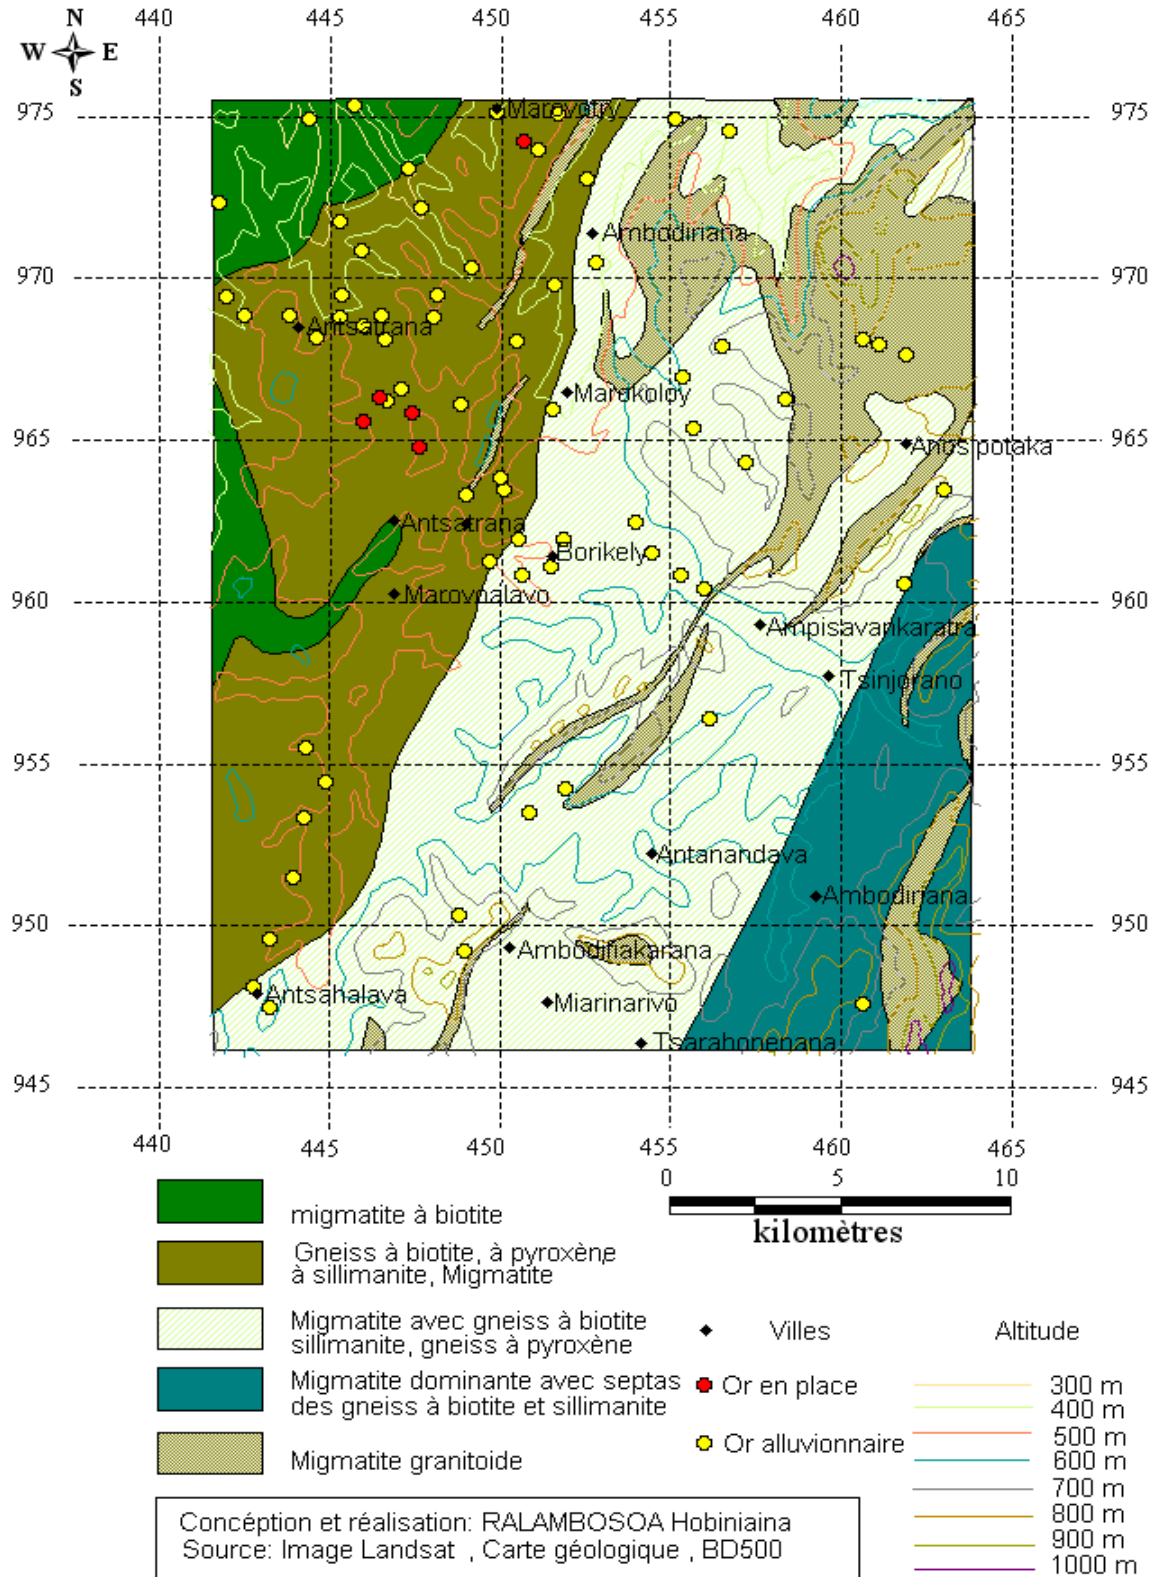 440 445 450 455 460 465
N
W E
S
975 975
Marovotry
Ambodiriana
970 970
Antsatrana
Marokoloy
965 965
Anosipotaka
Antsatrana
Antsatrana
Borikely
Marovoalavo
960 960
Ampisavankaratra
Tsinjorano
955 955
Antanandava
Ambodiriana
950 950
Ambodifiakarana
Antsahalava
Miarinarivo
Tsarahonenana
945 945
440 445 450 455 460 465
0 5 10
kilomètres
migmatite à biotite
Gneiss à biotite, à pyroxène,
à sillimanite, Migmatite
Migmatite avec gneiss à biotite
sillimanite, gneiss à pyroxène
Migmatite dominante avec septas
des gneiss à biotite et sillimanite
Migmatite granitoide
Villes
Or en place
Or alluvionnaire
Altitude
300 m
400 m
500 m
600 m
700 m
800 m
900 m
1000 m
Concéption et réalisation: RALAMBOSOA Hobiniaina
Source: Image Landsat , Carte géologique , BD500